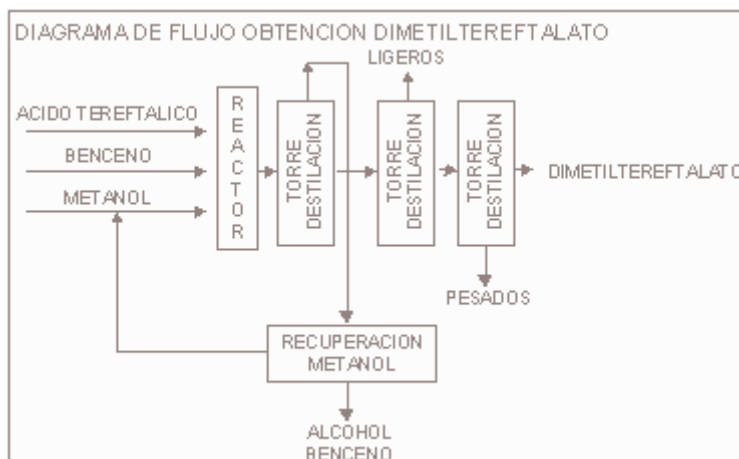 DIAGRAMA DE FLUJO OBTENCION DIMETILTEREFTALATO
LIGEROS
ACIDO TEREFTALICO
BENCENO
METANOL
REACTOR
TORRE
DESTILACION
TORRE
DESTILACION
TORRE
DESTILACION
DIMETILTEREFTALATO
PESADOS
RECUPERACION
METANOL
ALCOHOL
BENCENO